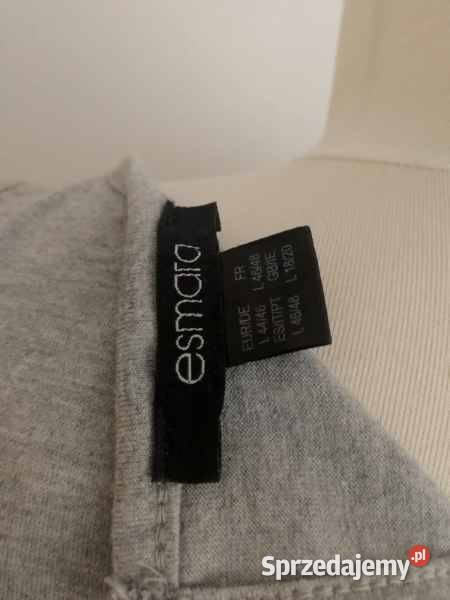 esmara
EUR/DE FR
L 44/46 L 46/48
ES/IT/PT GB/IE
L 46/48 L 18/20
Sprzedajemy.pl